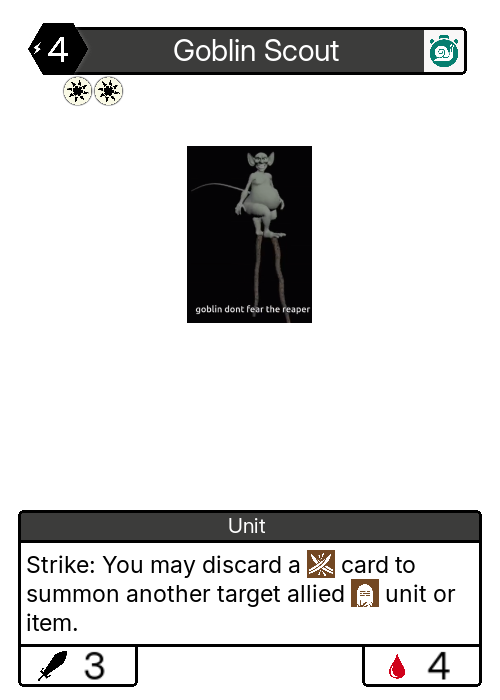 4 Goblin Scout
goblin dont fear the reaper
Unit
Strike: You may discard a card to
summon another target allied unit or
item.
3 4